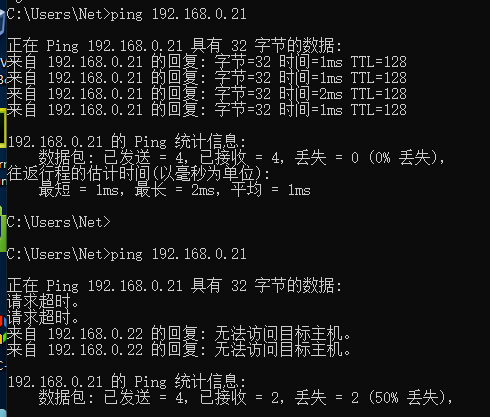 C:\Users\Net>ping 192.168.0.21
正在 Ping 192.168.0.21 具有 32 字节的数据:
来自 192.168.0.21 的回复: 字节=32 时间=1ms TTL=128
来自 192.168.0.21 的回复: 字节=32 时间=1ms TTL=128
来自 192.168.0.21 的回复: 字节=32 时间=2ms TTL=128
来自 192.168.0.21 的回复: 字节=32 时间=1ms TTL=128
192.168.0.21 的 Ping 统计信息:
数据包: 已发送 = 4, 已接收 = 4, 丢失 = 0 (0% 丢失),
往返行程的估计时间(以毫秒为单位):
最短 = 1ms, 最长 = 2ms, 平均 = 1ms
C:\Users\Net>
C:\Users\Net>ping 192.168.0.21
正在 Ping 192.168.0.21 具有 32 字节的数据:
请求超时。
请求超时。
来自 192.168.0.22 的回复: 无法访问目标主机。
来自 192.168.0.22 的回复: 无法访问目标主机。
192.168.0.21 的 Ping 统计信息:
数据包: 已发送 = 4, 已接收 = 2, 丢失 = 2 (50% 丢失),